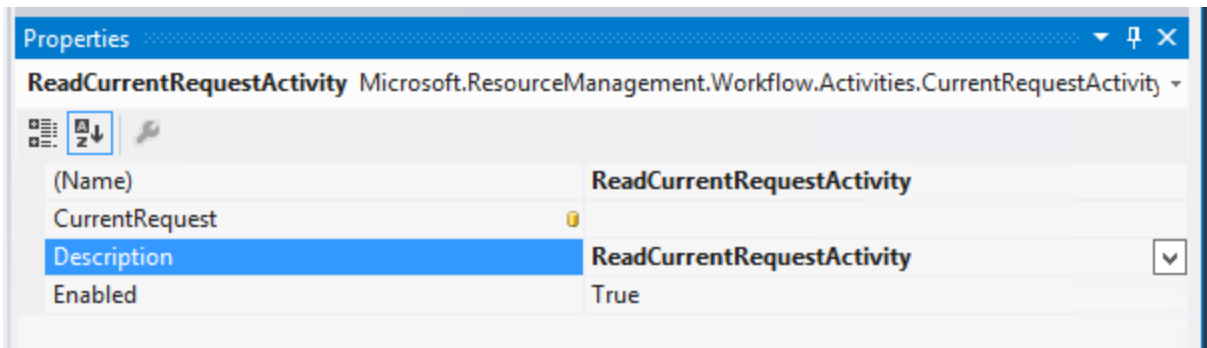 Properties
ReadCurrentRequestActivity Microsoft.ResourceManagement.Workflow.Activities.CurrentRequestActivity
(Name) ReadCurrentRequestActivity
CurrentRequest
Description ReadCurrentRequestActivity
Enabled True